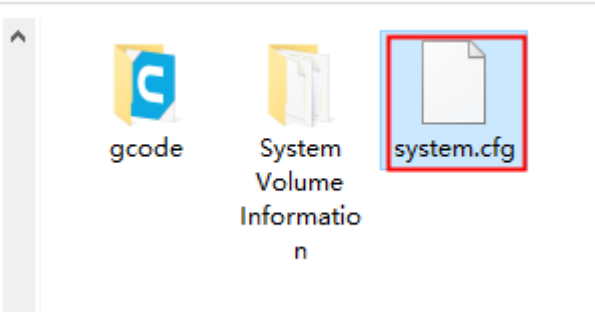 gcode
System
Volume
Informatio
n
system.cfg